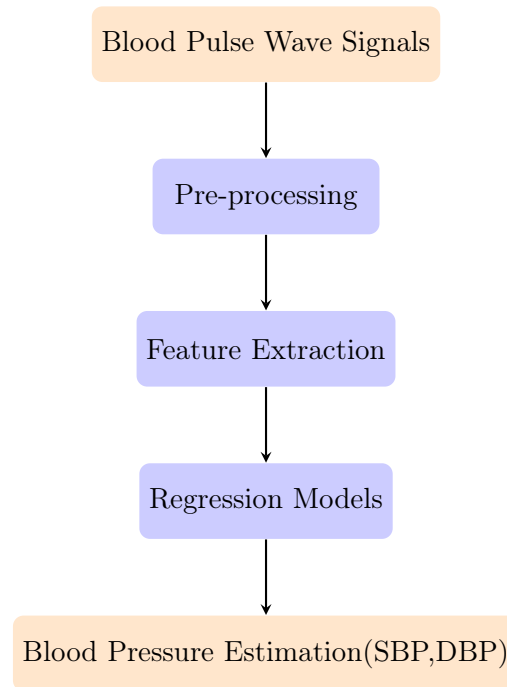 Blood Pulse Wave Signals
Pre-processing
Feature Extraction
Regression Models
Blood Pressure Estimation(SBP,DBP)